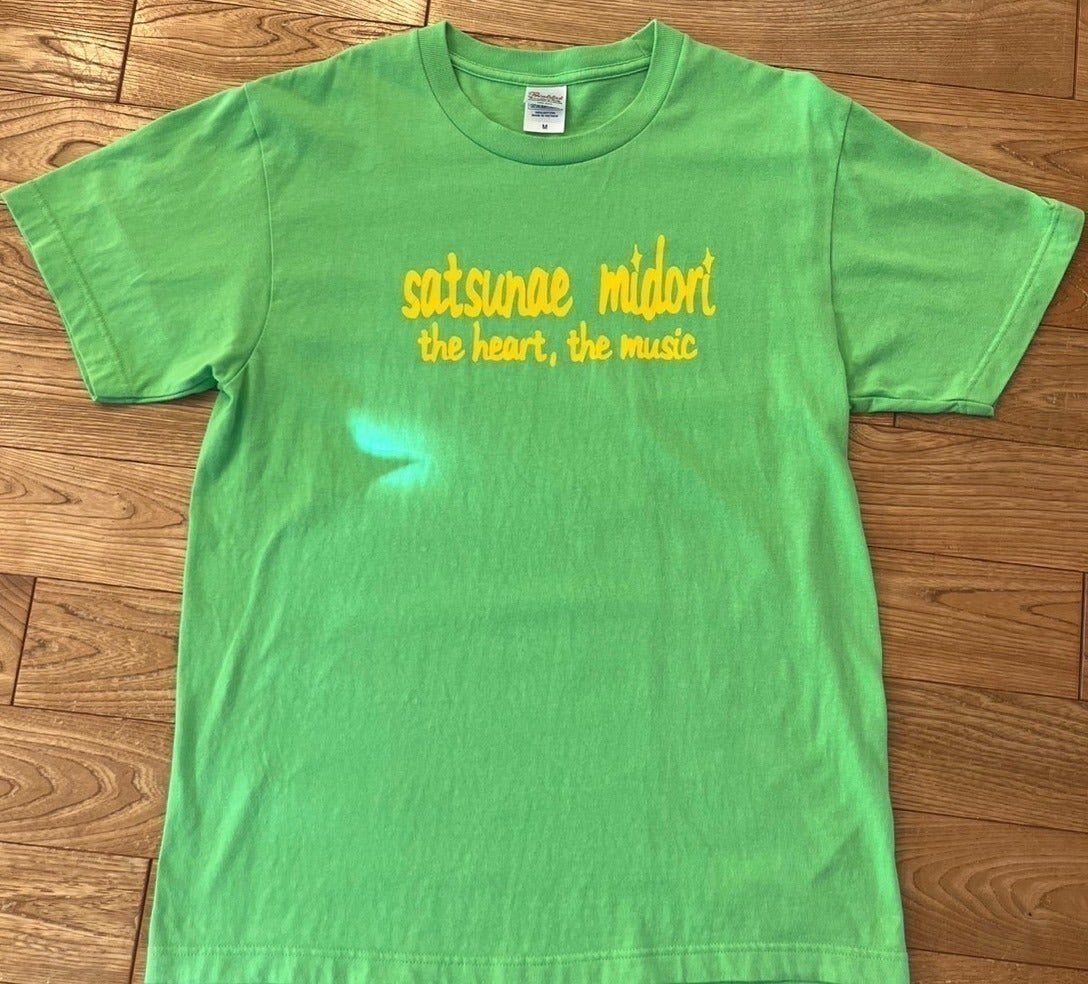 M
satsunae midori
the heart, the music